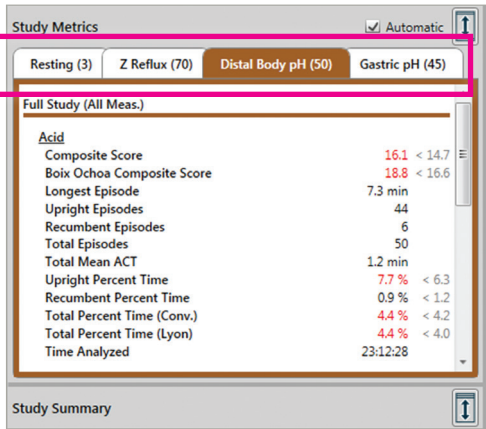 Study Metrics Automatic
Resting (3) Z Reflux (70) Distal Body pH (50) Gastric pH (45)
Full Study (All Meas.)
Acid
Composite Score 16.1 < 14.7
Boix Ochoa Composite Score 18.8 < 16.6
Longest Episode 7.3 min
Upright Episodes 44
Recumbent Episodes 6
Total Episodes 50
Total Mean ACT 1.2 min
Upright Percent Time 7.7 % < 6.3
Recumbent Percent Time 0.9 % < 1.2
Total Percent Time (Conv.) 4.4 % < 4.2
Total Percent Time (Lyon) 4.4 % < 4.0
Time Analyzed 23:12:28
Study Summary